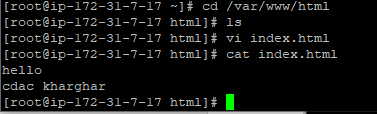 [root@ip-172-31-7-17 ~]# cd /var/www/html
[root@ip-172-31-7-17 html]# ls
[root@ip-172-31-7-17 html]# vi index.html
[root@ip-172-31-7-17 html]# cat index.html
hello
cdac kharghar
[root@ip-172-31-7-17 html]#